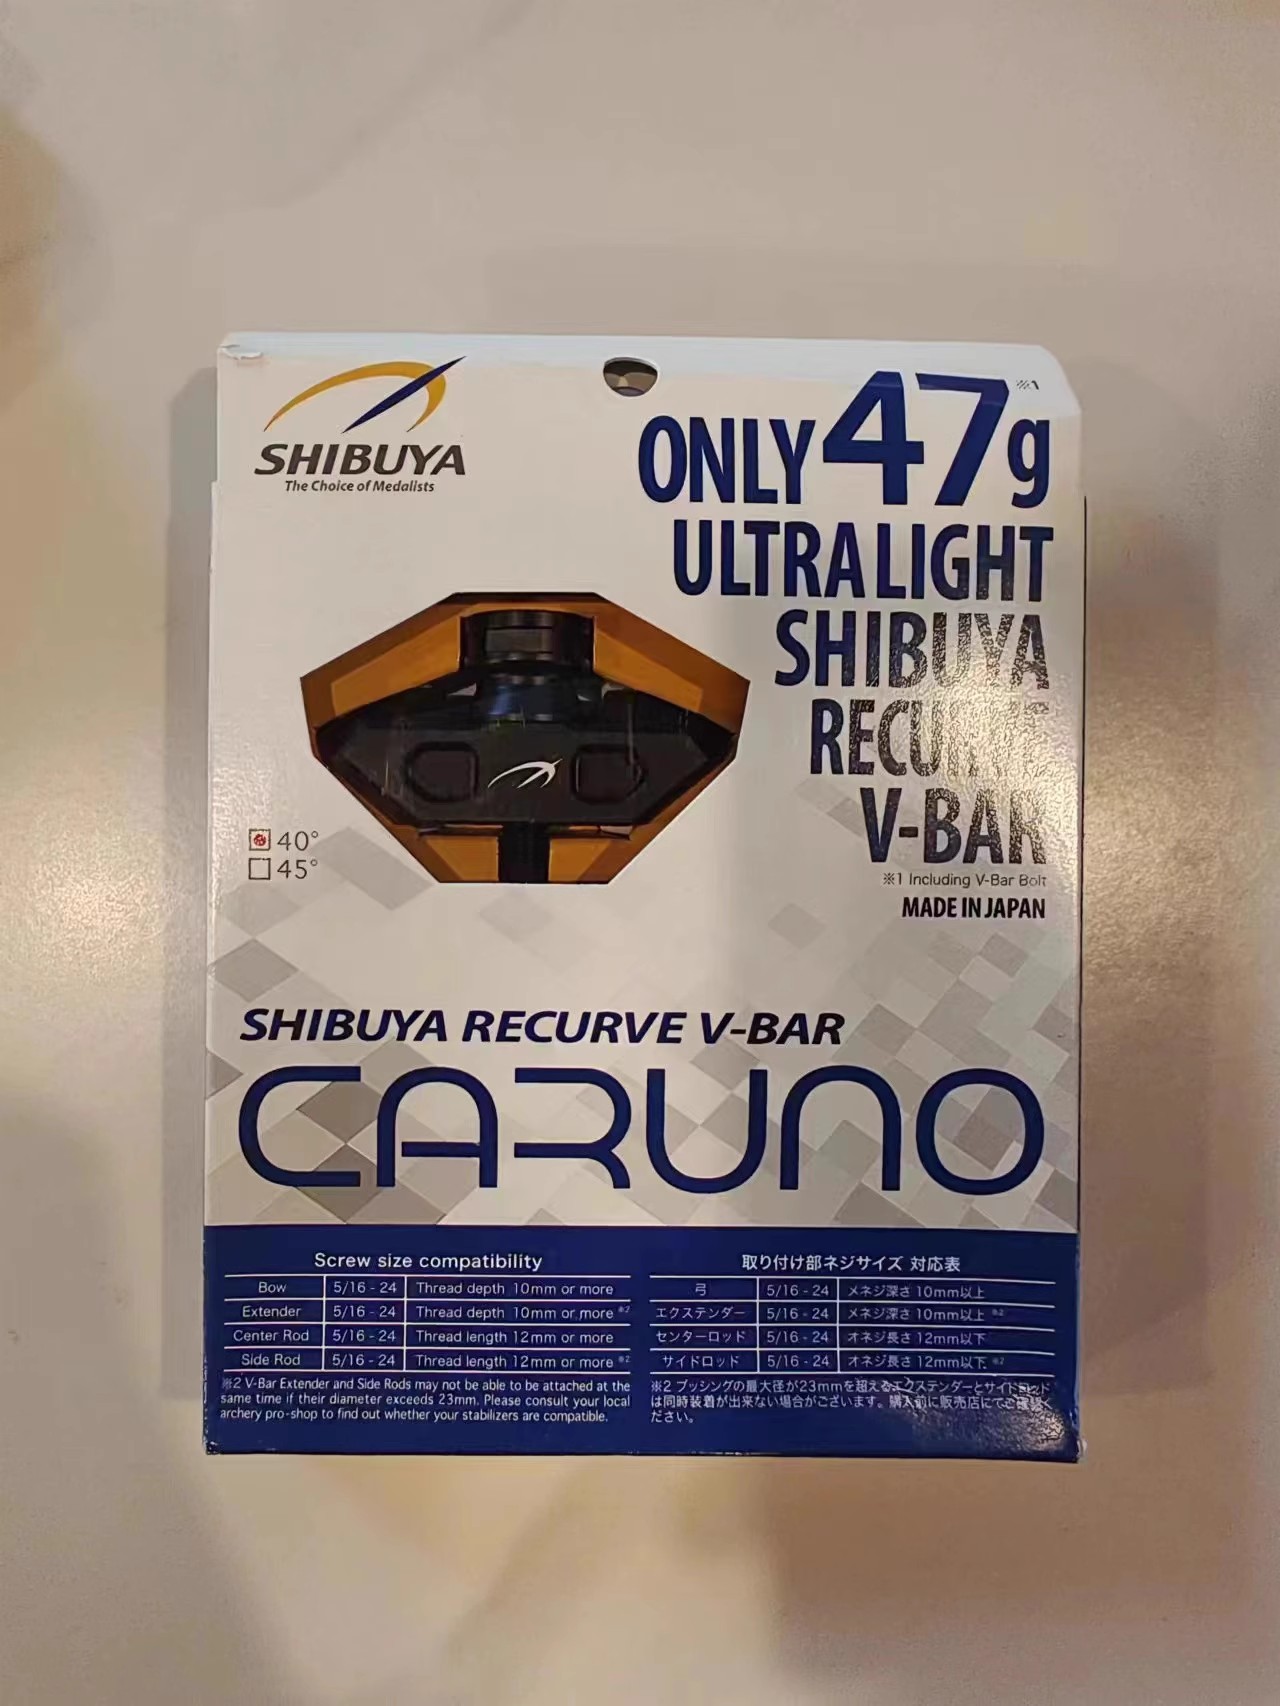 SHIBUYA
The Choice of Medalists
ONLY 47g ※1
ULTRALIGHT
SHIBUYA
RECURVE
V-BAR
※1 Including V-Bar Bolt
MADE IN JAPAN
40°
45°
SHIBUYA RECURVE V-BAR
CARUNO
Screw size compatibility
Bow 5/16 - 24 Thread depth 10mm or more
Extender 5/16 - 24 Thread depth 10mm or more ※2
Center Rod 5/16 - 24 Thread length 12mm or more
Side Rod 5/16 - 24 Thread length 12mm or more ※2
※2 V-Bar Extender and Side Rods may not be able to be attached at the
same time if their diameter exceeds 23mm. Please consult your local
archery pro-shop to find out whether your stabilizers are compatible.
取り付け部ネジサイズ 対応表
弓 5/16 - 24 メネジ深さ 10mm以上
エクステンダー 5/16 - 24 メネジ深さ 10mm以上 ※2
センターロッド 5/16 - 24 オネジ長さ 12mm以下
サイドロッド 5/16 - 24 オネジ長さ 12mm以下 ※2
※2 ブッシングの最大径が23mmを超えるエクステンダーとサイドロッド
は同時装着が出来ない場合がございます。購入前に販売店にてご確認く
ださい。